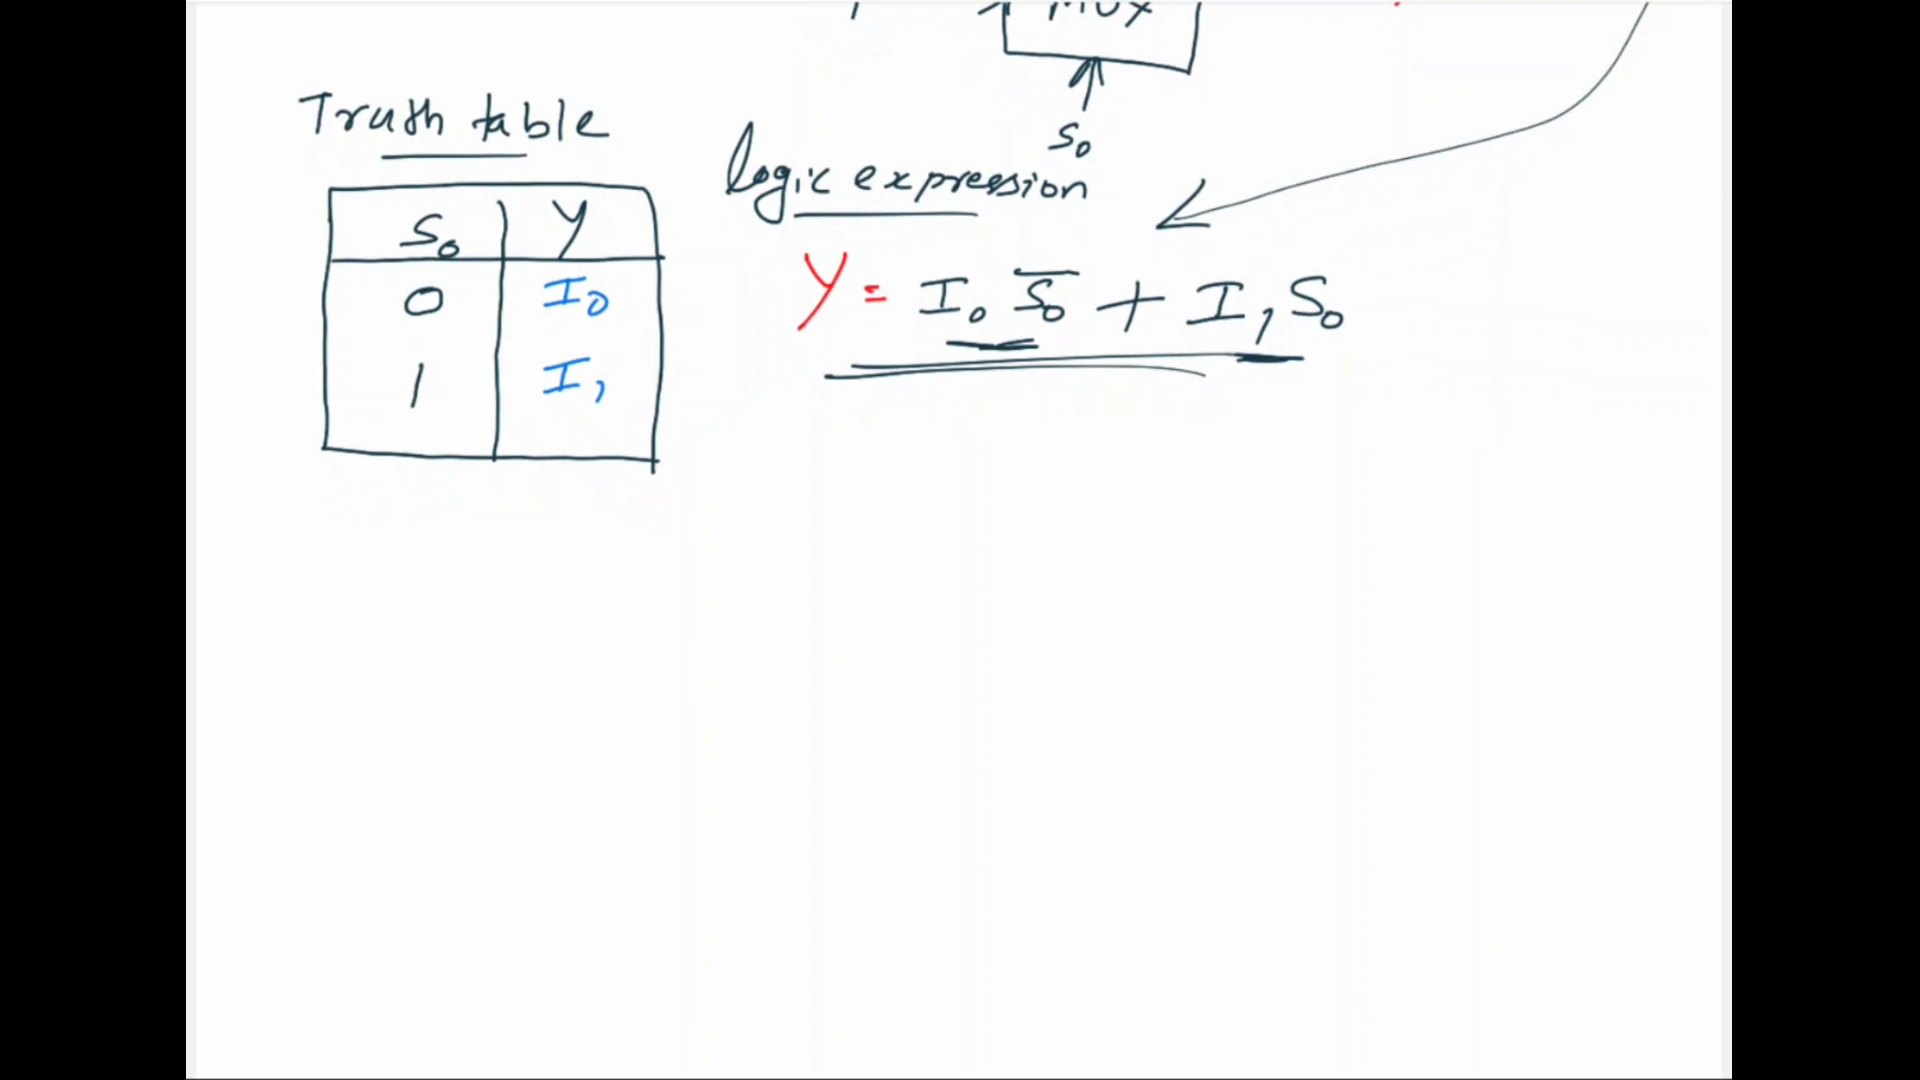 MUX
S₀
Truth table
logic expression
S₀ Y
0 I₀
1 I₁
Y = I₀ S̅₀ + I₁ S₀